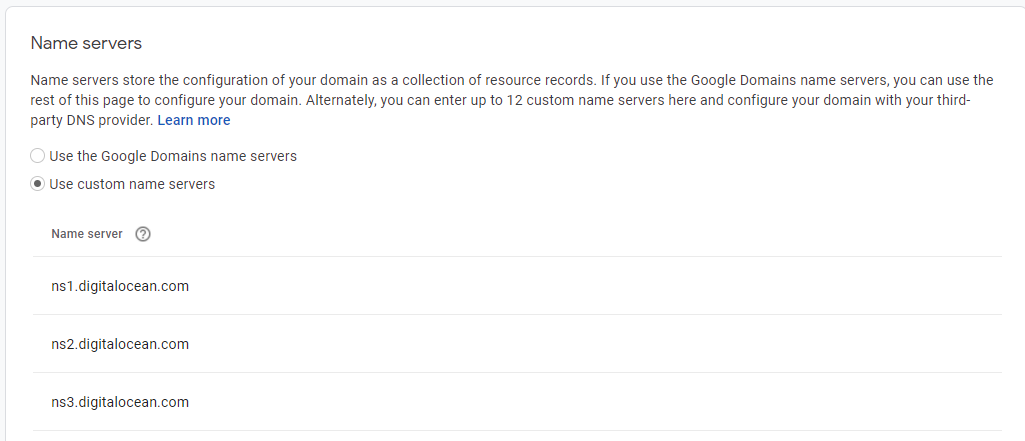 Name servers
Name servers store the configuration of your domain as a collection of resource records. If you use the Google Domains name servers, you can use the
rest of this page to configure your domain. Alternately, you can enter up to 12 custom name servers here and configure your domain with your third-
party DNS provider. Learn more
Use the Google Domains name servers
Use custom name servers
Name server ?
ns1.digitalocean.com
ns2.digitalocean.com
ns3.digitalocean.com